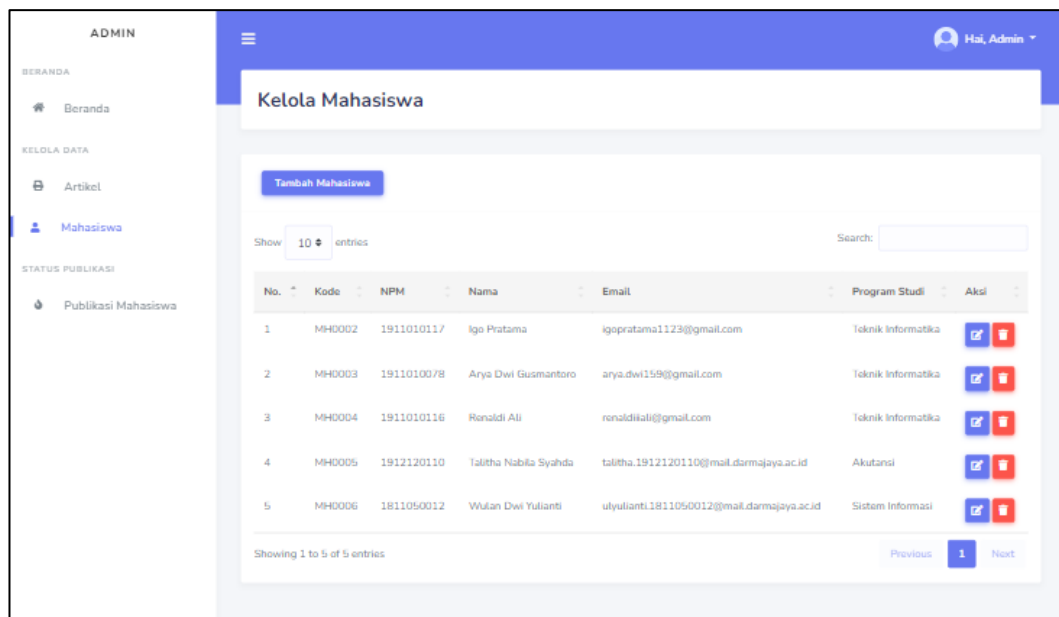 ADMIN
Hai, Admin
BERANDA
Beranda
Kelola Mahasiswa
KELOLA DATA
Artikel
Mahasiswa
STATUS PUBLIKASI
Publikasi Mahasiswa
Tambah Mahasiswa
Show 10 entries
Search:
No. Kode NPM Nama Email Program Studi Aksi
1 MH0002 1911010117 Igo Pratama igopratama1123@gmail.com Teknik Informatika
2 MH0003 1911010078 Arya Dwi Gusmantoro arya.dwi159@gmail.com Teknik Informatika
3 MH0004 1911010116 Renaldi Ali renaldiiiali@gmail.com Teknik Informatika
4 MH0005 1912120110 Talitha Nabila Syahda talitha.1912120110@mail.darmajaya.ac.id Akutansi
5 MH0006 1811050012 Wulan Dwi Yulianti ulyulianti.1811050012@mail.darmajaya.ac.id Sistem Informasi
Showing 1 to 5 of 5 entries
Previous 1 Next